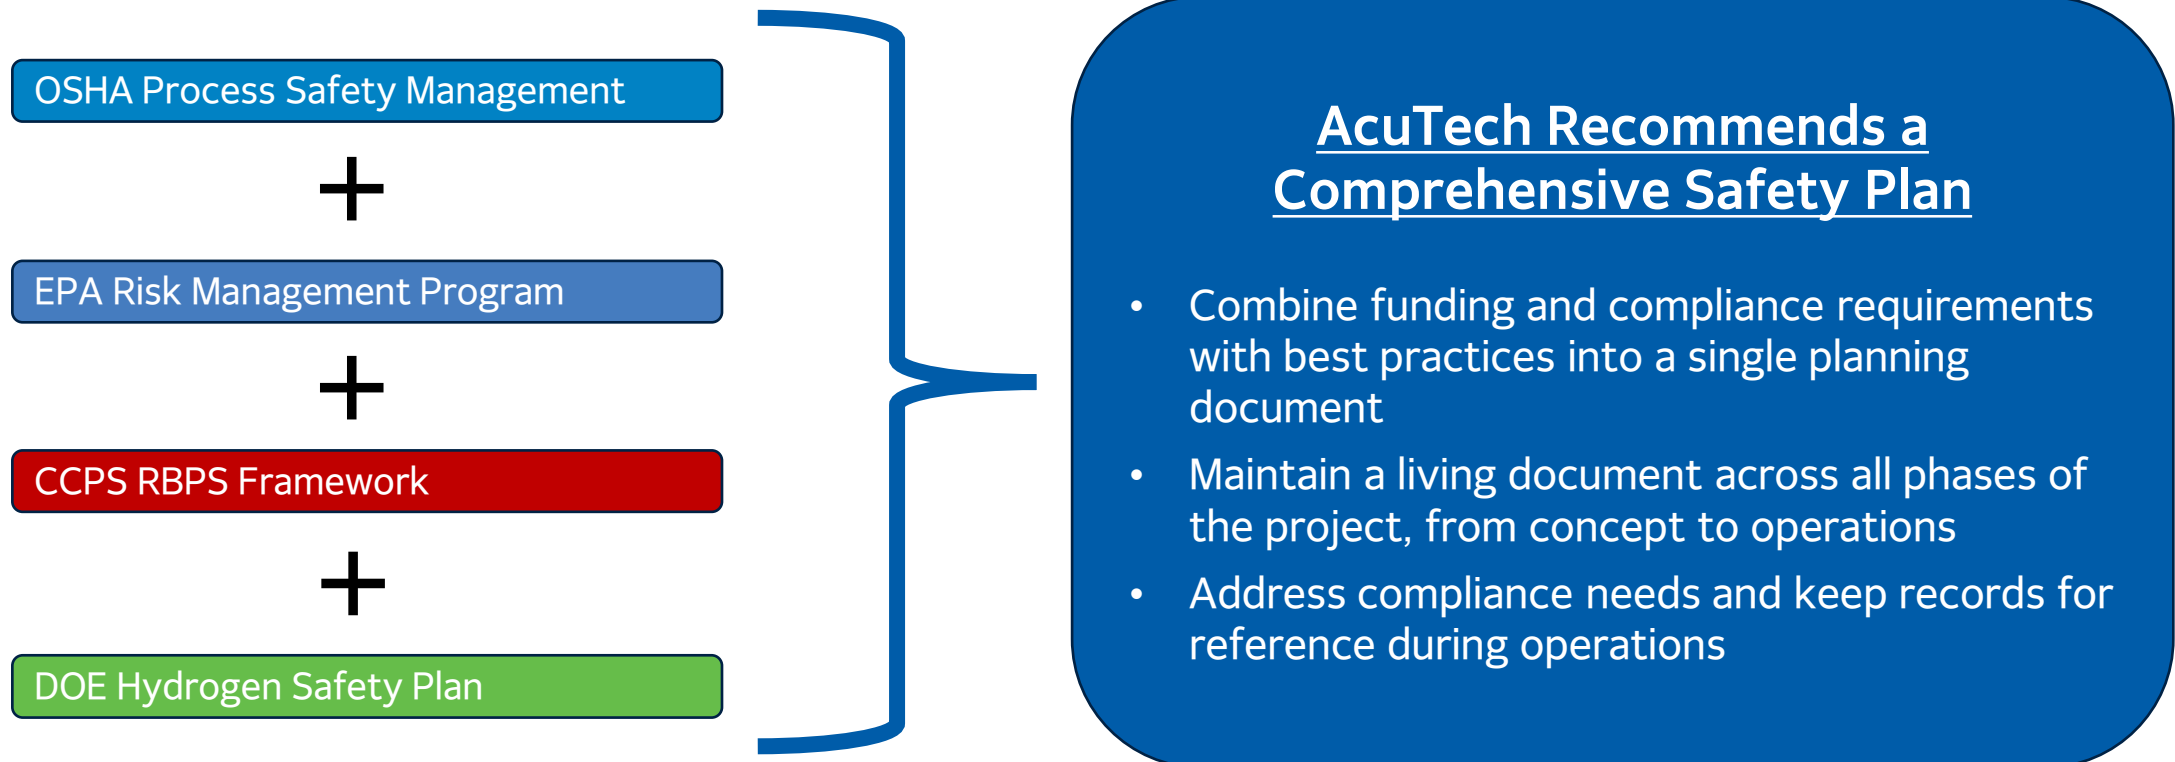 OSHA Process Safety Management
+
EPA Risk Management Program
+
CCPS RBPS Framework
+
DOE Hydrogen Safety Plan
AcuTech Recommends a
Comprehensive Safety Plan
• Combine funding and compliance requirements
with best practices into a single planning
document
• Maintain a living document across all phases of
the project, from concept to operations
• Address compliance needs and keep records for
reference during operations